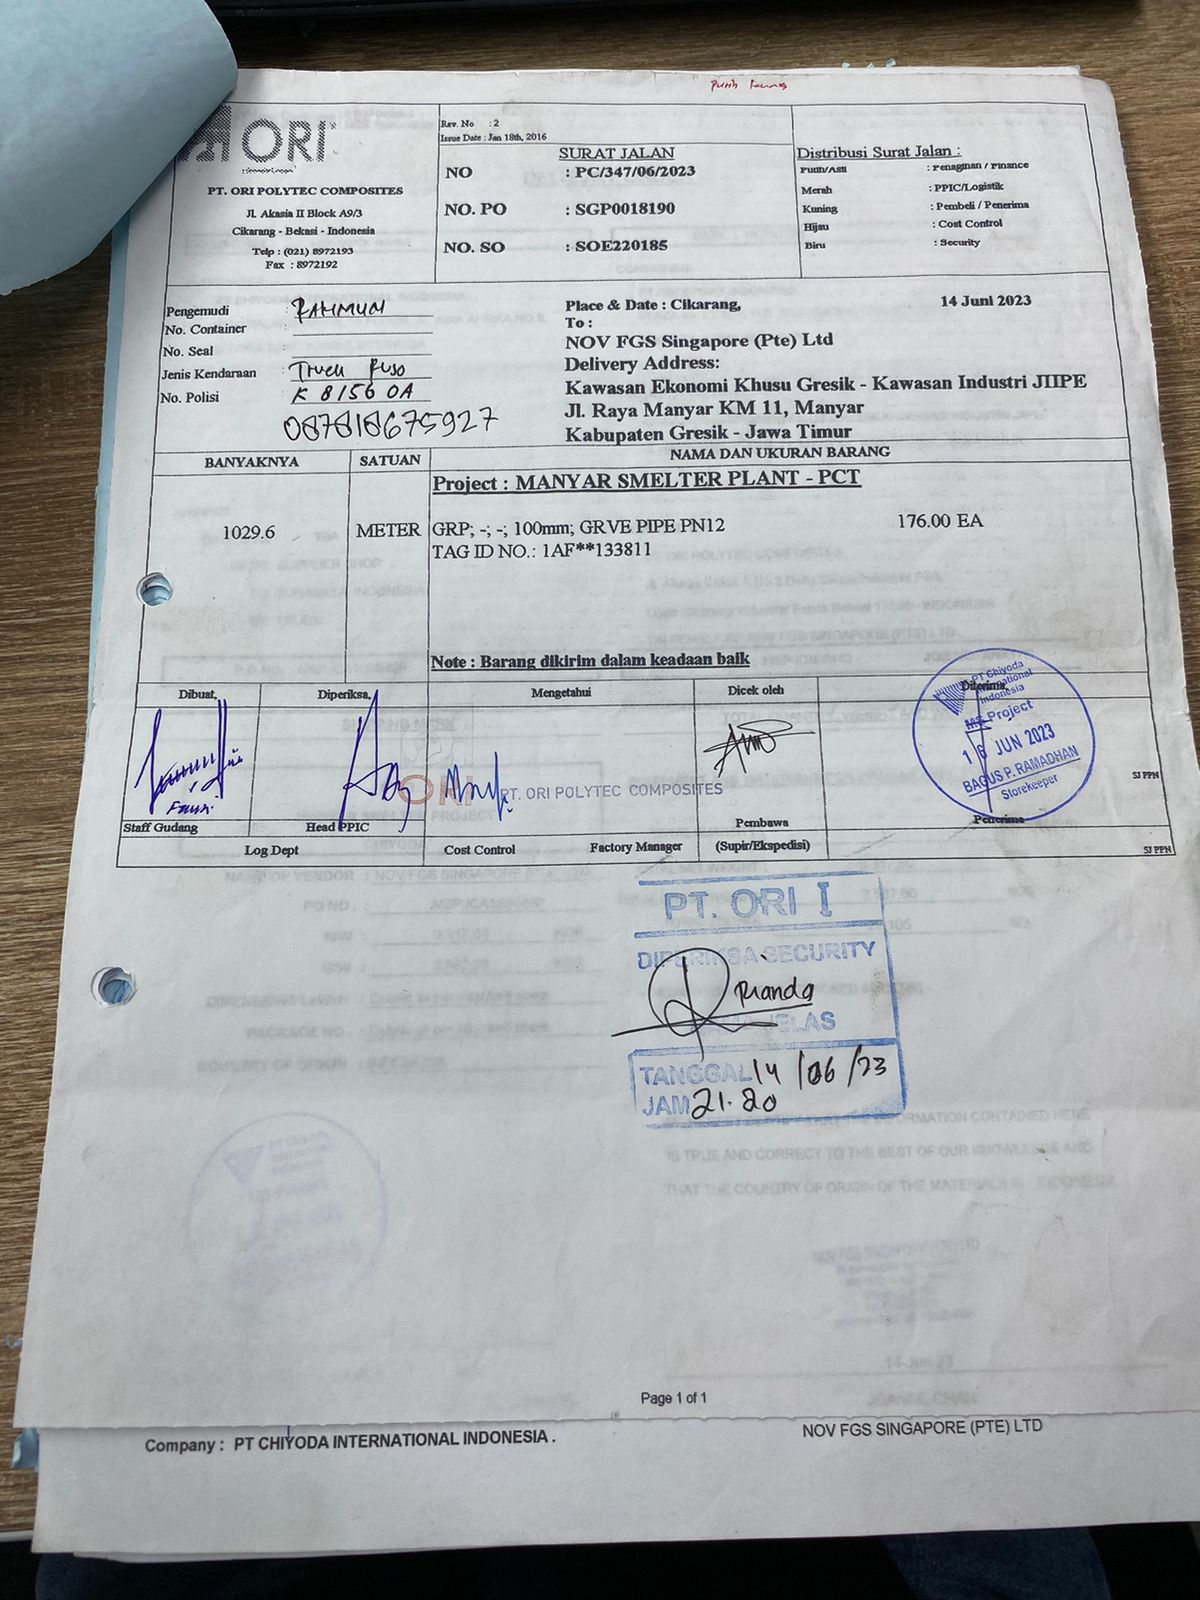 ORI
PT. ORI POLYTEC COMPOSITES
Jl. Akasia II Block A9/3
Cikarang - Bekasi - Indonesia
Telp : (021) 8972193
Fax : 8972192
Rev. No : 2
Issue Date : Jan 18th, 2016
SURAT JALAN
NO : PC/347/06/2023
NO. PO : SGP0018190
NO. SO : SOE220185
Distribusi Surat Jalan :
Putih/Asli : Penagihan / Finance
Merah : PPIC/Logistik
Kuning : Pembeli / Penerima
Hijau : Cost Control
Biru : Security
Pengemudi : RAHMUN
No. Container
No. Seal
Jenis Kendaraan : Truck Fuso
No. Polisi : K 8156 OA
087818675927
Place & Date : Cikarang, 14 Juni 2023
To :
NOV FGS Singapore (Pte) Ltd
Delivery Address:
Kawasan Ekonomi Khusu Gresik - Kawasan Industri JIIPE
Jl. Raya Manyar KM 11, Manyar
Kabupaten Gresik - Jawa Timur
BANYAKNYA SATUAN NAMA DAN UKURAN BARANG
Project : MANYAR SMELTER PLANT - PCT
1029.6 METER GRP; -; -; 100mm; GRVE PIPE PN12 176.00 EA
TAG ID NO.: 1AF**133811
Note : Barang dikirim dalam keadaan baik
Dibuat, Diperiksa, Mengetahui Dicek oleh Diterima,
PT Chiyoda
International
Indonesia
MS Project
16 JUN 2023
BAGUS P. RAMADHAN
Storekeeper
ORI PT. ORI POLYTEC COMPOSITES
SJ PPN
Staff Gudang Head PPIC Pembawa Penerima
Log Dept Cost Control Factory Manager (Supir/Ekspedisi) SJ PPN
PT. ORI I
DIPERIKSA SECURITY
Rianda
TANGGAL 14/06/23
JAM 21.20
Page 1 of 1
Company : PT CHIYODA INTERNATIONAL INDONESIA . NOV FGS SINGAPORE (PTE) LTD